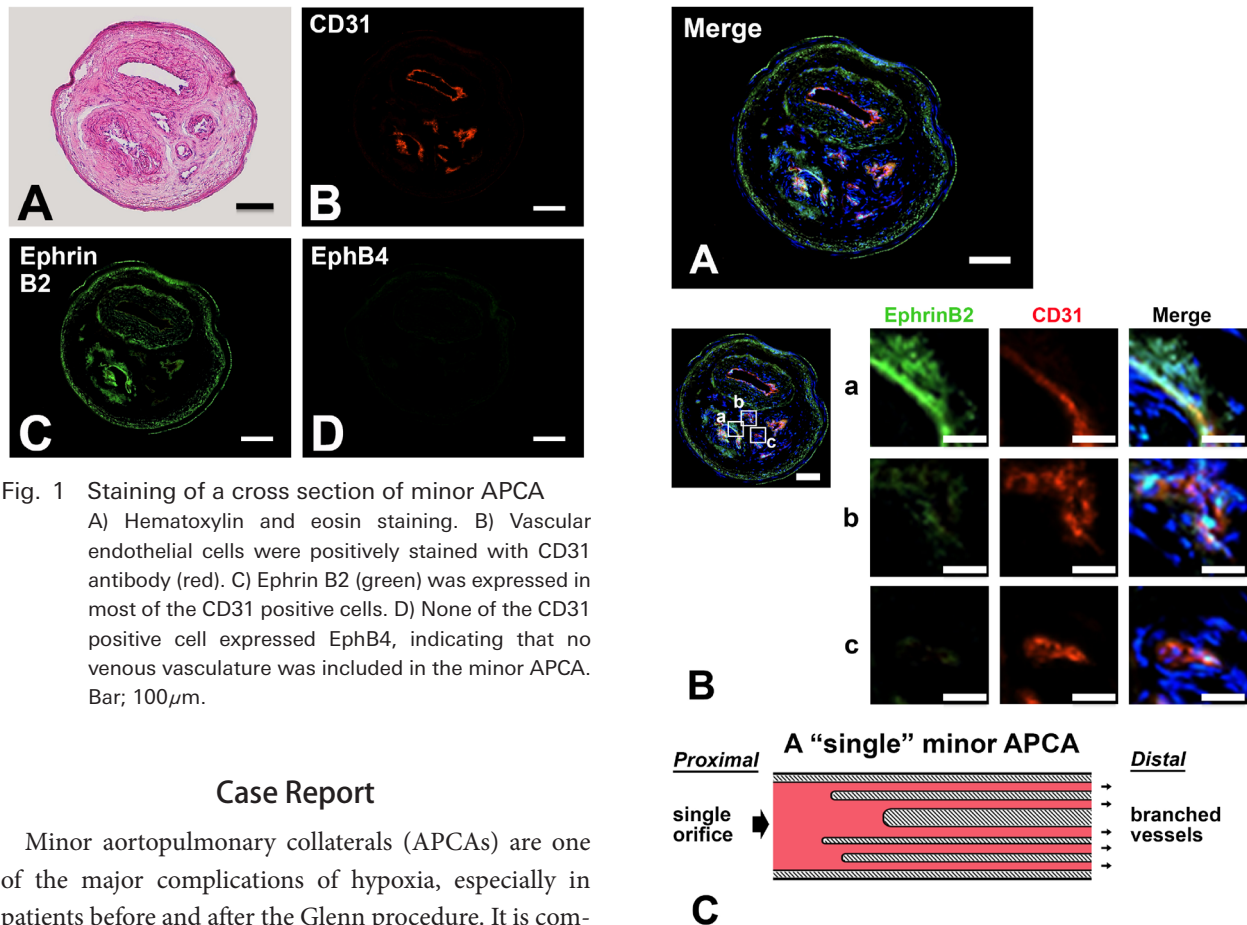 CD31
A
B
Ephrin
B2
EphB4
C
D
Fig. 1 Staining of a cross section of minor APCA
A) Hematoxylin and eosin staining. B) Vascular
endothelial cells were positively stained with CD31
antibody (red). C) Ephrin B2 (green) was expressed in
most of the CD31 positive cells. D) None of the CD31
positive cell expressed EphB4, indicating that no
venous vasculature was included in the minor APCA.
Bar; 100μm.
Case Report
Minor aortopulmonary collaterals (APCAs) are one
of the major complications of hypoxia, especially in
patients before and after the Glenn procedure. It is com-
Merge
A
EphrinB2 CD31 Merge
a
b
a
c
b
c
B
A “single” minor APCA
Proximal
Distal
single
orifice
branched
vessels
C